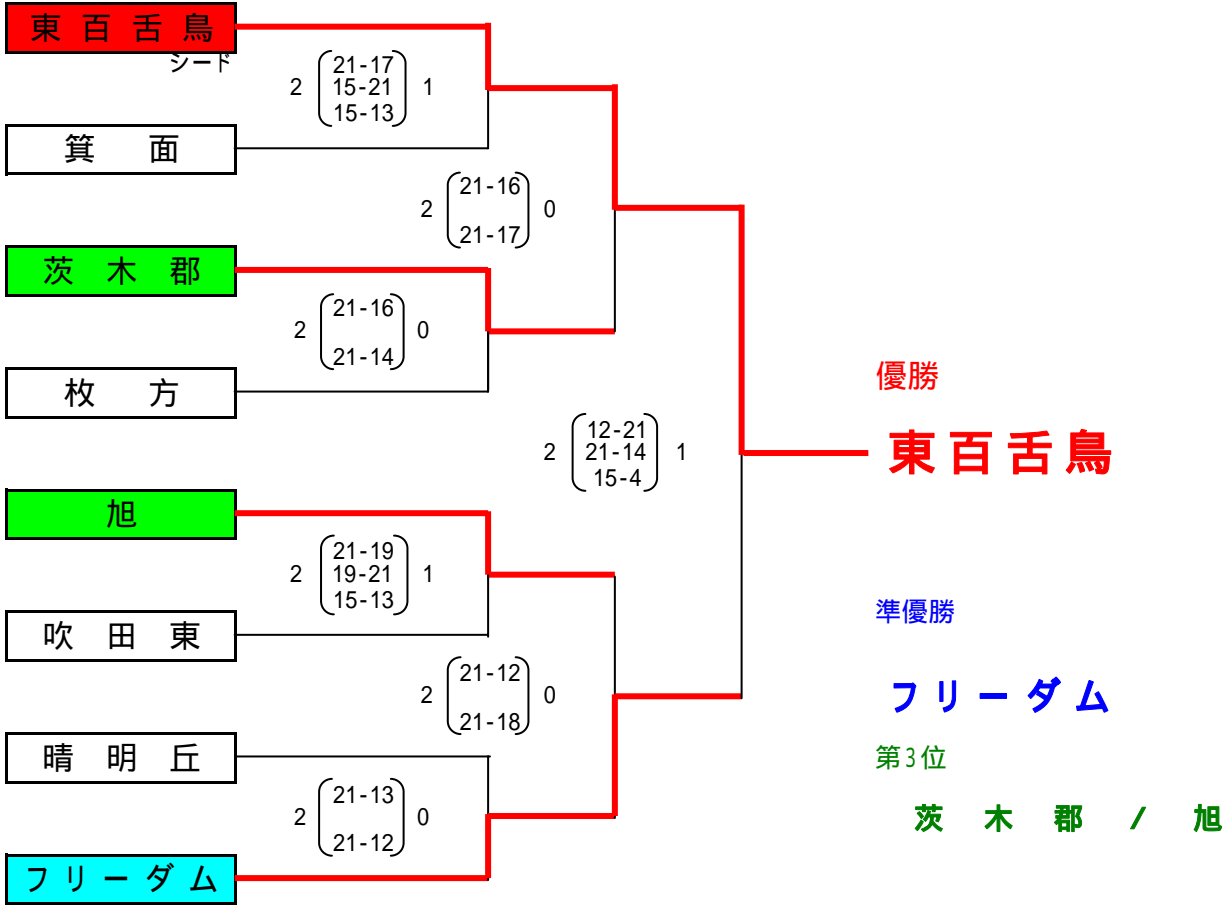 東百舌鳥
シード
2 21-17 1
15-21
15-13
箕面
2 21-16 0
21-17
茨木郡
2 21-16 0
21-14
枚方
優勝
東百舌鳥
2 12-21 1
21-14
15-4
旭
2 21-19 1
19-21
15-13
吹田東
準優勝
2 21-12 0
21-18
フリーダム
晴明丘
第3位
2 21-13 0
21-12
茨木郡 / 旭
フリーダム